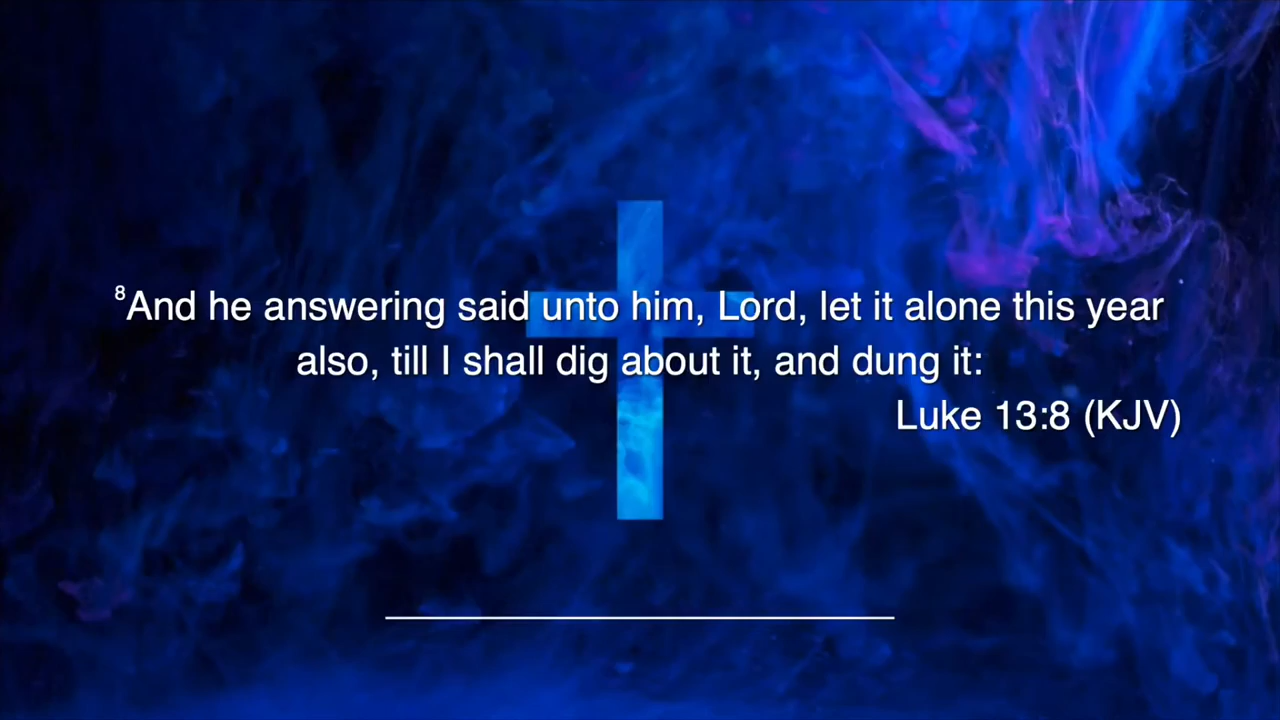 8And he answering said unto him, Lord, let it alone this year
also, till I shall dig about it, and dung it:
Luke 13:8 (KJV)